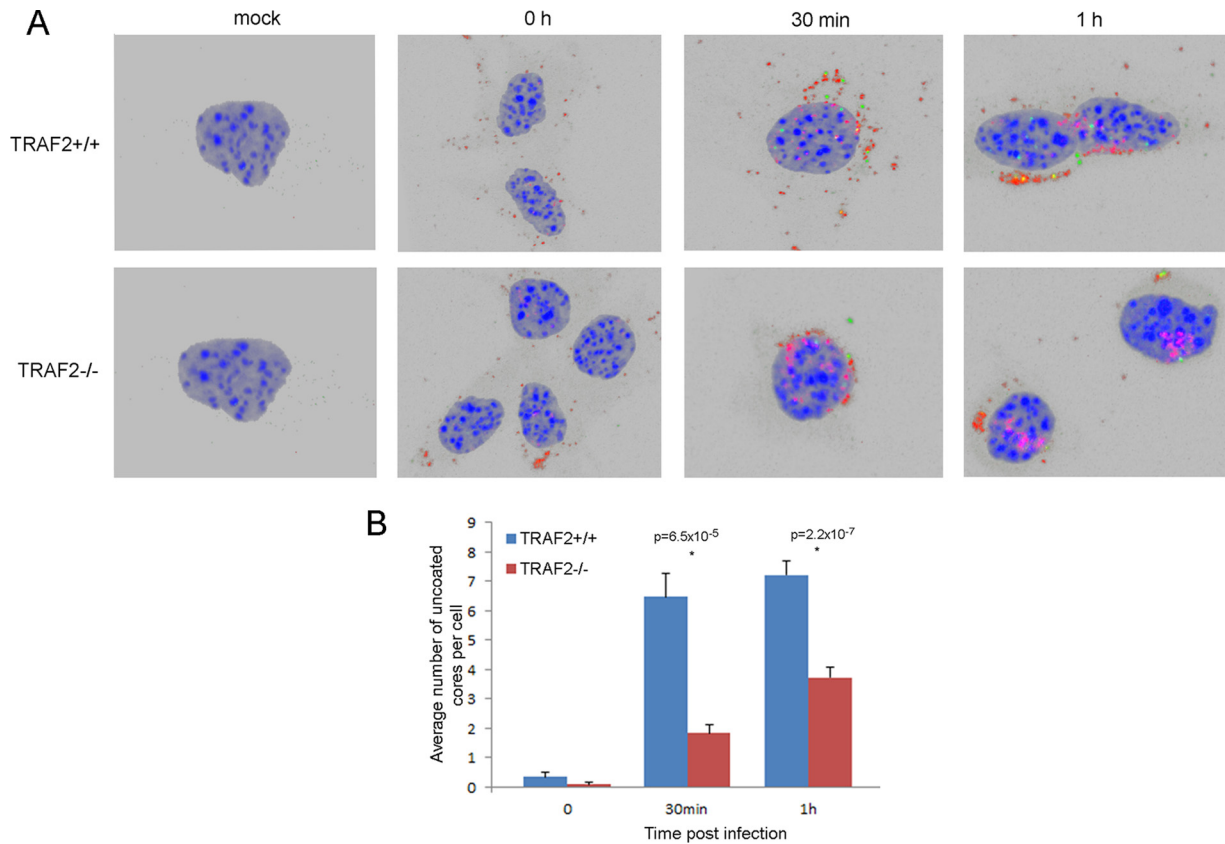 A
mock 0 h 30 min 1 h
TRAF2+/+
TRAF2-/-
B
Average number of uncoated
cores per cell
9
8
7
6
5
4
3
2
1
0
TRAF2+/+
TRAF2-/-
p=6.5x10-5
*
p=2.2x10-7
*
0 30min 1h
Time post infection